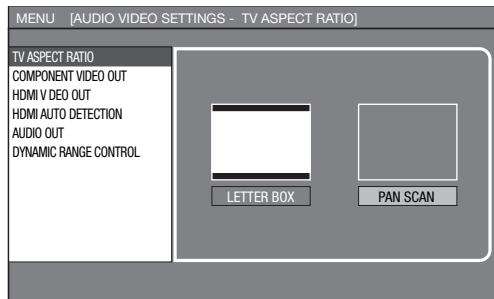 MENU [AUDIO VIDEO SETTINGS - TV ASPECT RATIO]
TV ASPECT RATIO
COMPONENT VIDEO OUT
HDMI V DEO OUT
HDMI AUTO DETECTION
AUDIO OUT
DYNAMIC RANGE CONTROL
LETTER BOX
PAN SCAN